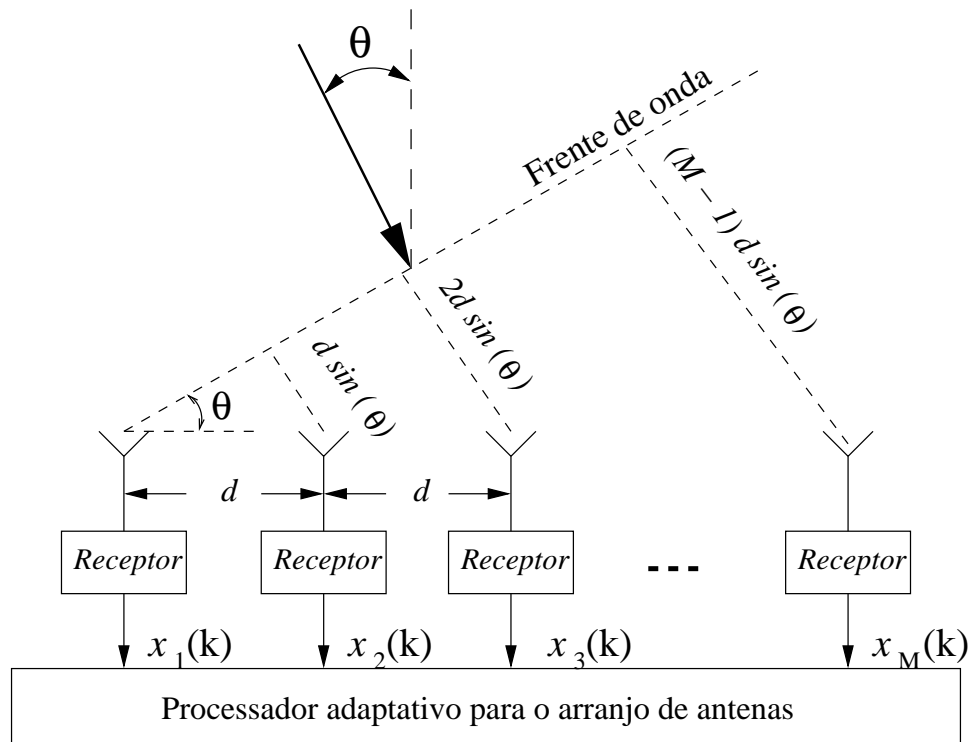 θ
Frente de onda
(M – 1) d sin (θ)
2d sin (θ)
d sin (θ)
θ
d
d
Receptor
Receptor
Receptor
- - -
Receptor
x 1(k)
x 2(k)
x 3(k)
x M(k)
Processador adaptativo para o arranjo de antenas